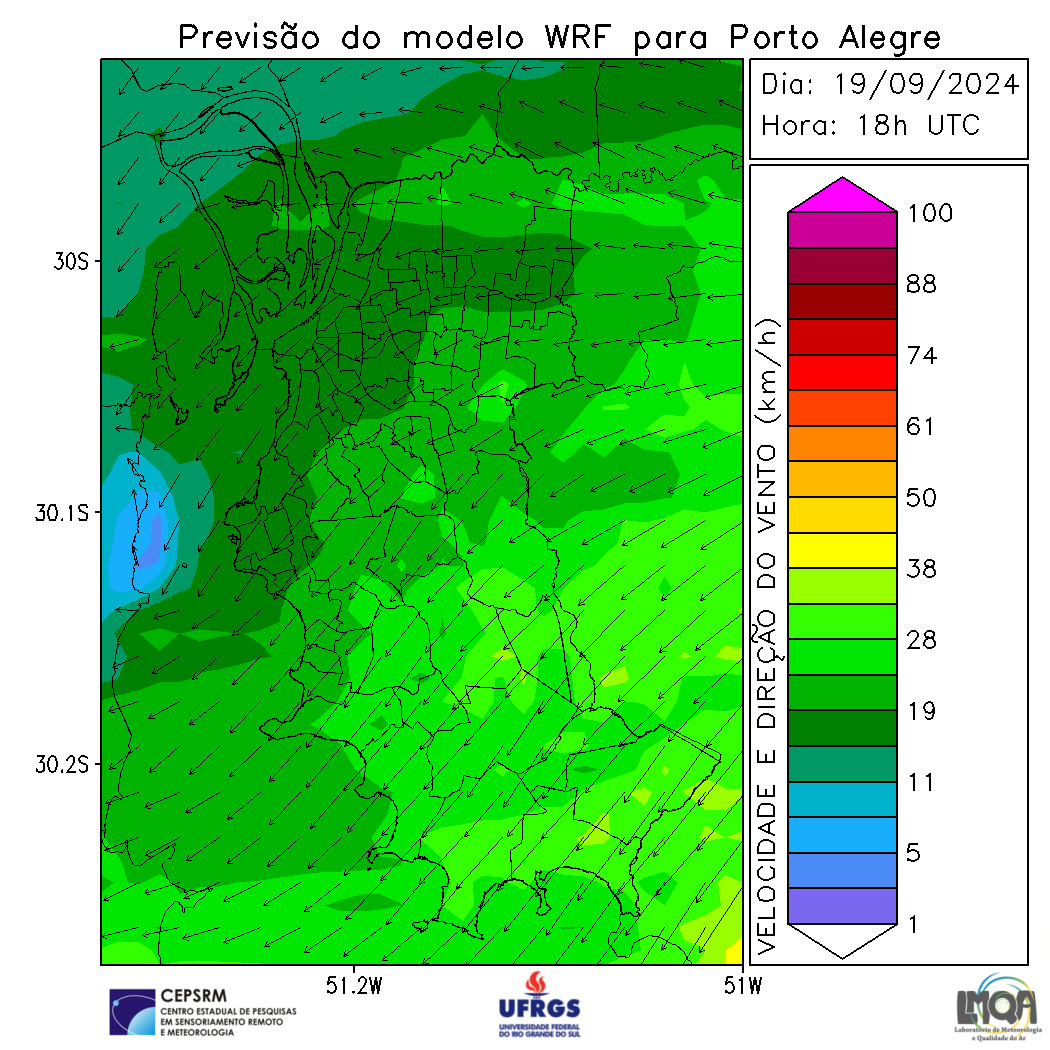 Previsão do modelo WRF para Porto Alegre
Dia: 19/09/2024
Hora: 18h UTC
30S
30.1S
30.2S
51.2W
51W
VELOCIDADE E DIREÇÃO DO VENTO (km/h)
100
88
74
61
50
38
28
19
11
5
1
CEPSRM
CENTRO ESTADUAL DE PESQUISAS
EM SENSORIAMENTO REMOTO
E METEOROLOGIA
UFRGS
UNIVERSIDADE FEDERAL
DO RIO GRANDE DO SUL
LMQA
Laboratório de Meteorologia
e Qualidade do Ar